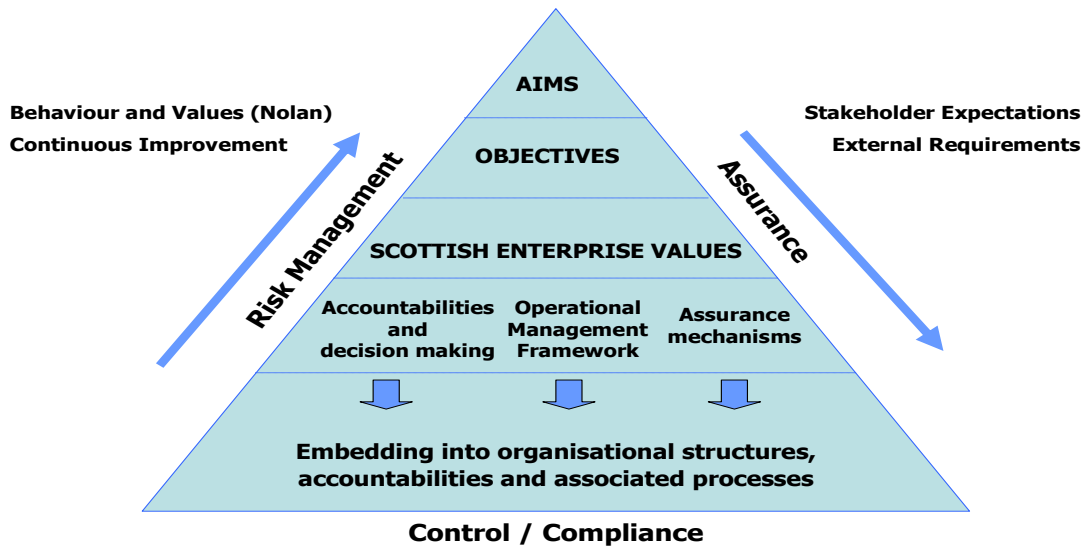 AIMS
Behaviour and Values (Nolan)
Continuous Improvement
Stakeholder Expectations
External Requirements
OBJECTIVES
Risk Management
Assurance
SCOTTISH ENTERPRISE VALUES
Accountabilities
and
decision making
Operational
Management
Framework
Assurance
mechanisms
Embedding into organisational structures,
accountabilities and associated processes
Control / Compliance